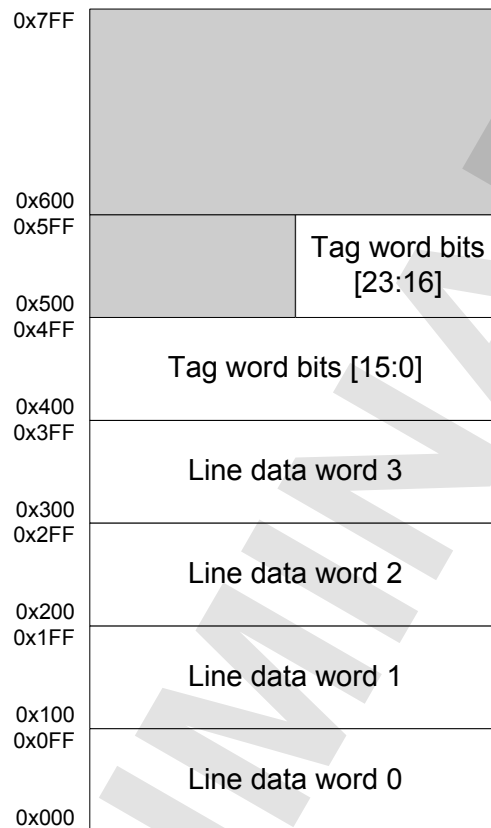 0x7FF
0x600
0x5FF
Tag word bits
[23:16]
0x500
0x4FF
Tag word bits [15:0]
0x400
0x3FF
Line data word 3
0x300
0x2FF
Line data word 2
0x200
0x1FF
Line data word 1
0x100
0x0FF
Line data word 0
0x000